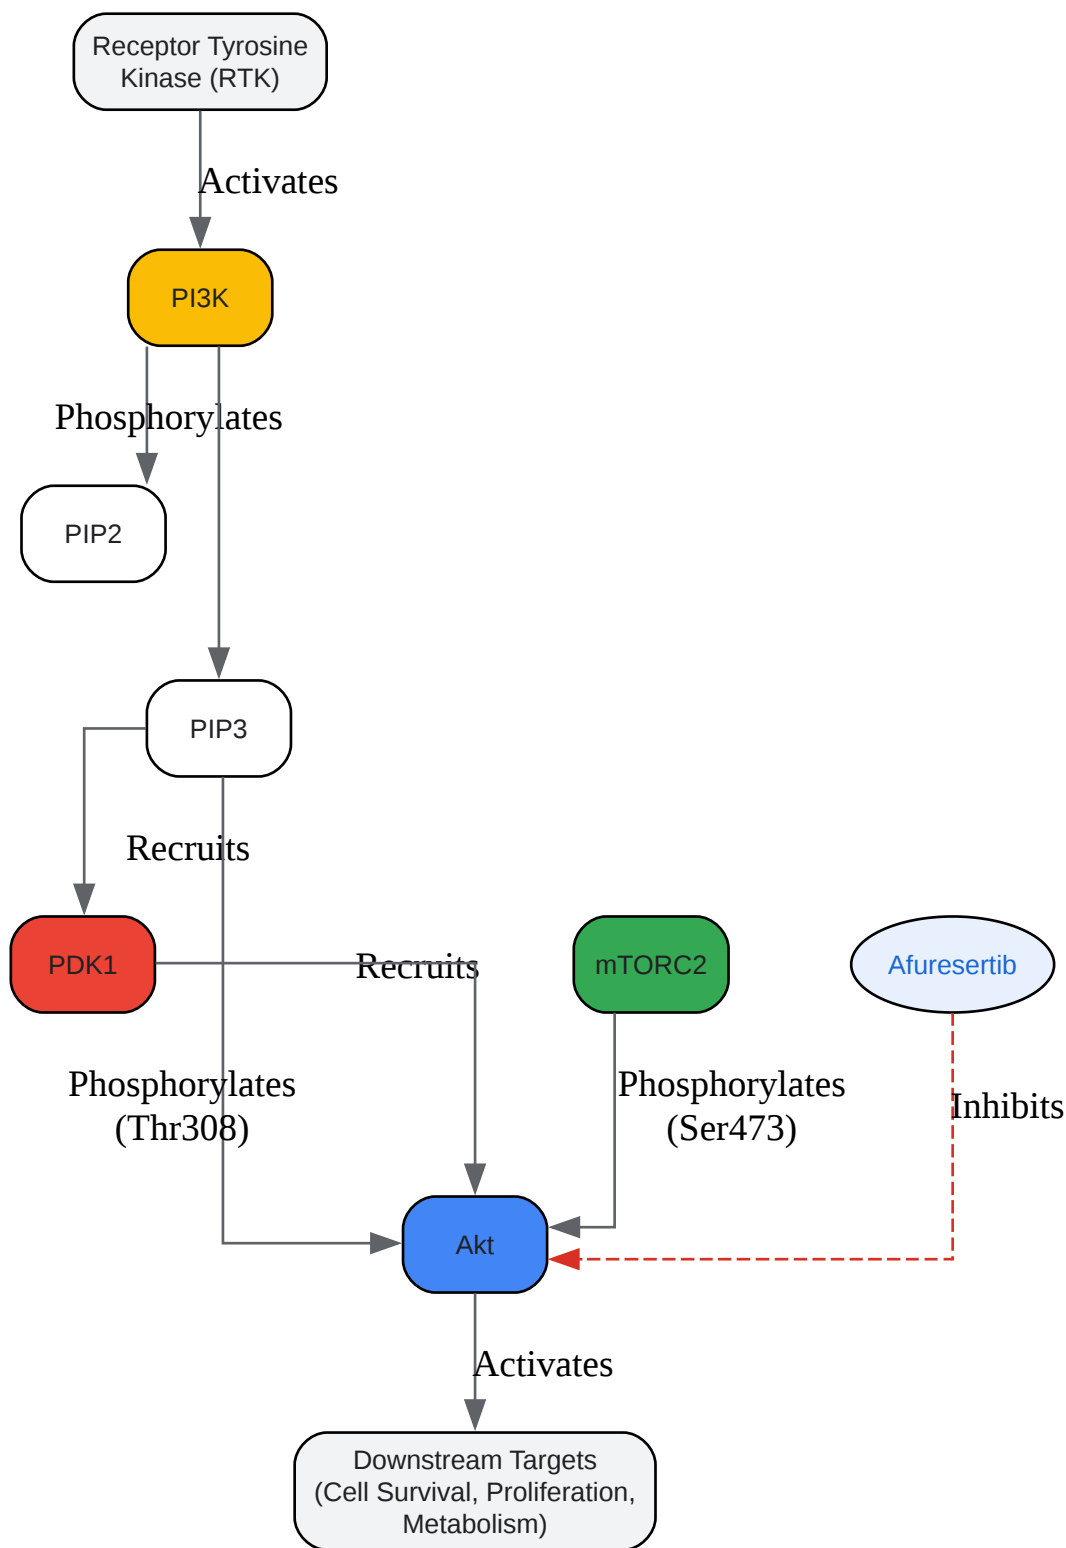 Receptor Tyrosine
Kinase (RTK)
Activates
PI3K
Phosphorylates
PIP2
PIP3
Recruits
PDK1
Recruits
mTORC2
Afuresertib
Phosphorylates
(Thr308)
Phosphorylates
(Ser473)
Inhibits
Akt
Activates
Downstream Targets
(Cell Survival, Proliferation,
Metabolism)